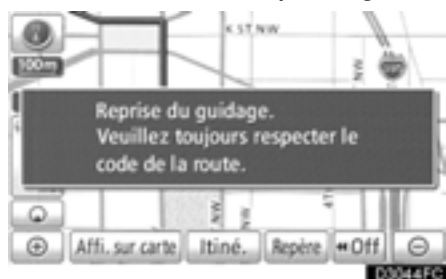 K ST NW
100m
Reprise du guidage.
Veuillez toujours respecter le
code de la route.
Affi. sur carte
Itiné.
Repère
Off
D3044FC